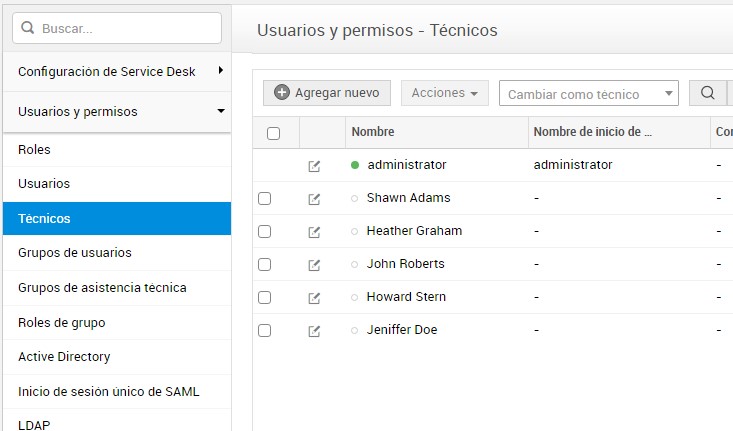 Buscar...
Usuarios y permisos - Técnicos
Configuración de Service Desk
Usuarios y permisos
Roles
Usuarios
Técnicos
Grupos de usuarios
Grupos de asistencia técnica
Roles de grupo
Active Directory
Inicio de sesión único de SAML
LDAP
Agregar nuevo
Acciones
Cambiar como técnico
Nombre Nombre de inicio de ... Cor
administrator administrator -
Shawn Adams - -
Heather Graham - -
John Roberts - -
Howard Stern - -
Jeniffer Doe - -